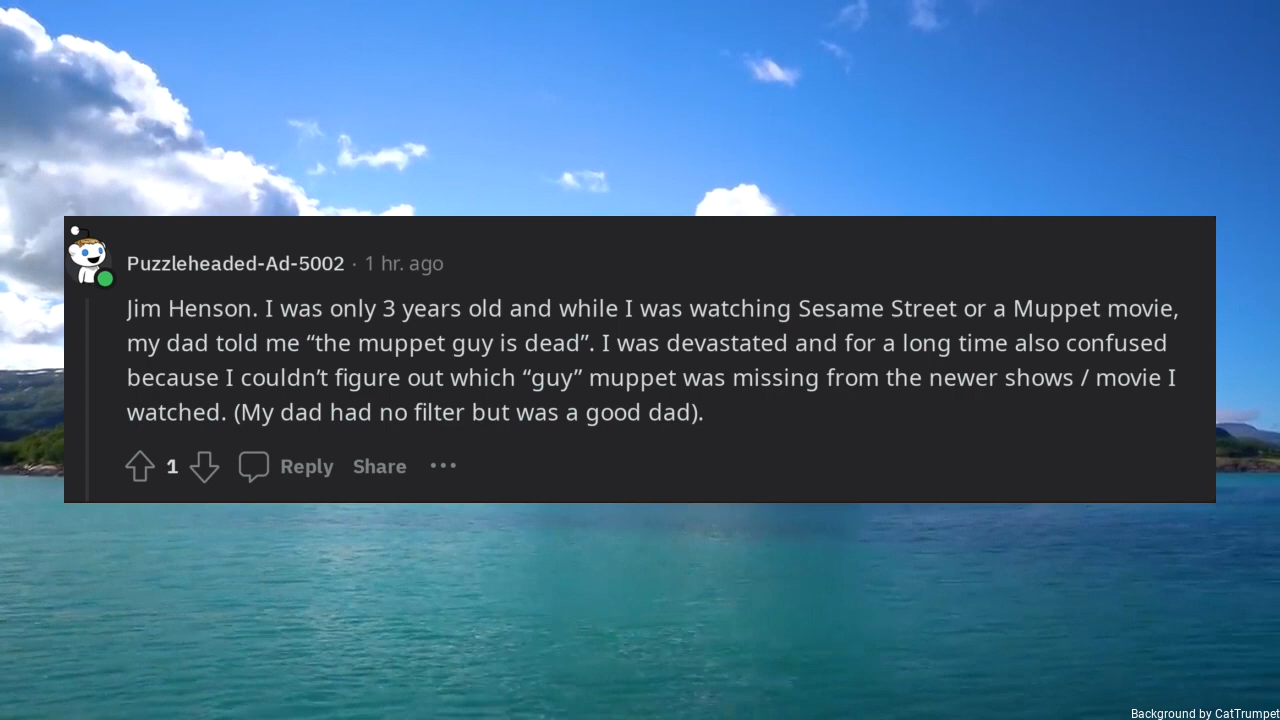 Puzzleheaded-Ad-5002 · 1 hr. ago
Jim Henson. I was only 3 years old and while I was watching Sesame Street or a Muppet movie,
my dad told me “the muppet guy is dead”. I was devastated and for a long time also confused
because I couldn’t figure out which “guy” muppet was missing from the newer shows / movie I
watched. (My dad had no filter but was a good dad).
1 Reply Share ···
Background by CatTrumpet